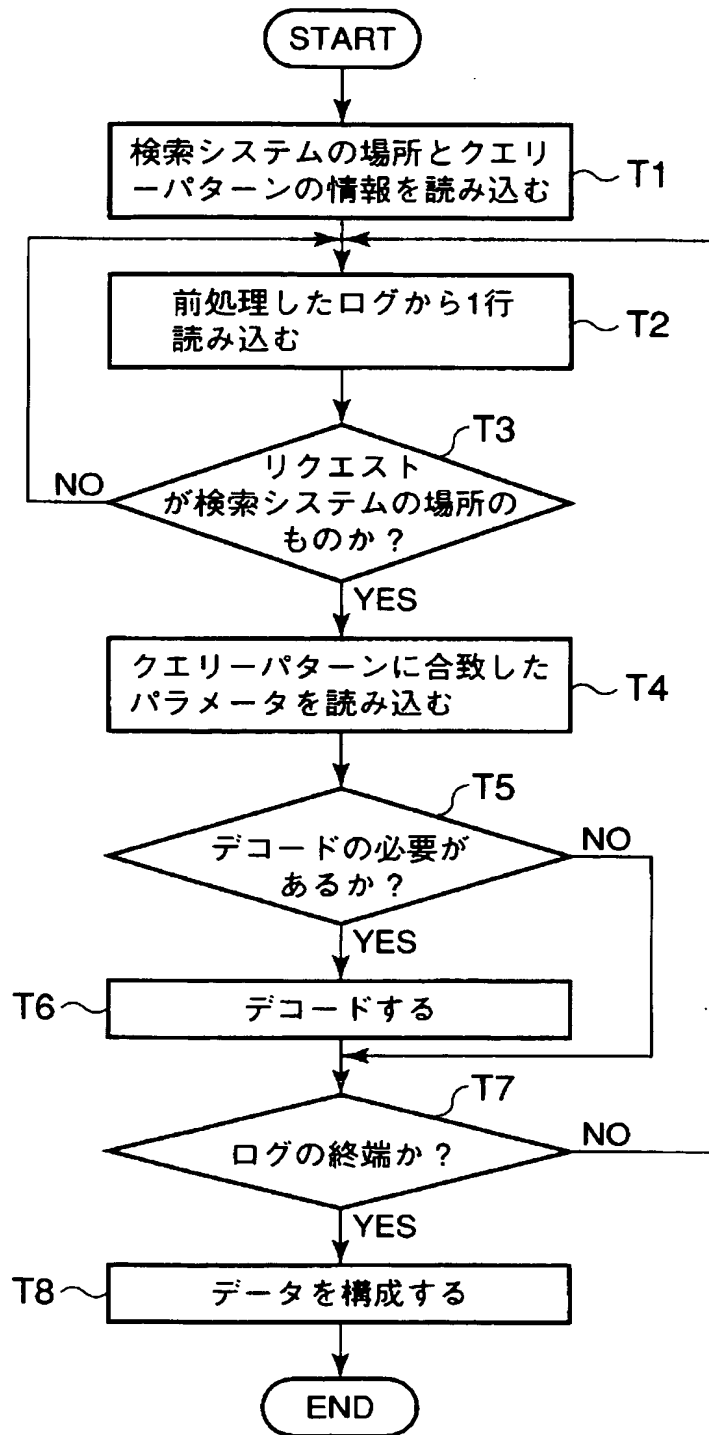 START
検索システムの場所とクエリ
ーパターンの情報を読み込む
T1
前処理したログから1行
読み込む
T2
T3
リクエスト
が検索システムの場所の
ものか？
NO
YES
クエリーパターンに合致した
パラメータを読み込む
T4
T5
デコードの必要が
あるか？
NO
YES
T6
デコードする
T7
ログの終端か？
NO
YES
T8
データを構成する
END